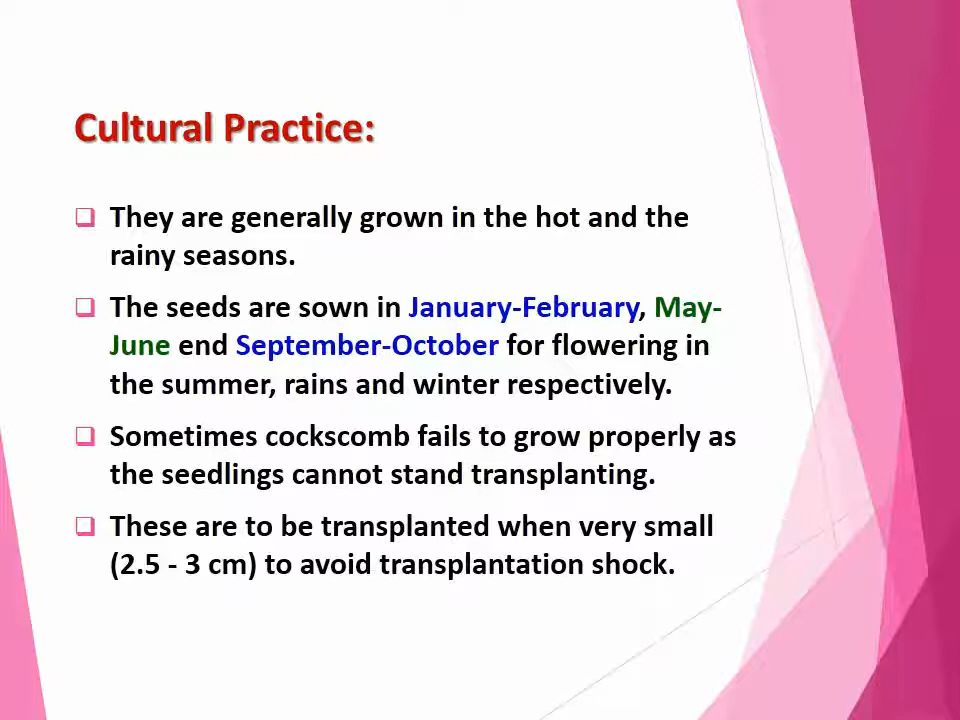 Cultural Practice:
They are generally grown in the hot and the
rainy seasons.
The seeds are sown in January-February, May-
June end September-October for flowering in
the summer, rains and winter respectively.
Sometimes cockscomb fails to grow properly as
the seedlings cannot stand transplanting.
These are to be transplanted when very small
(2.5 - 3 cm) to avoid transplantation shock.